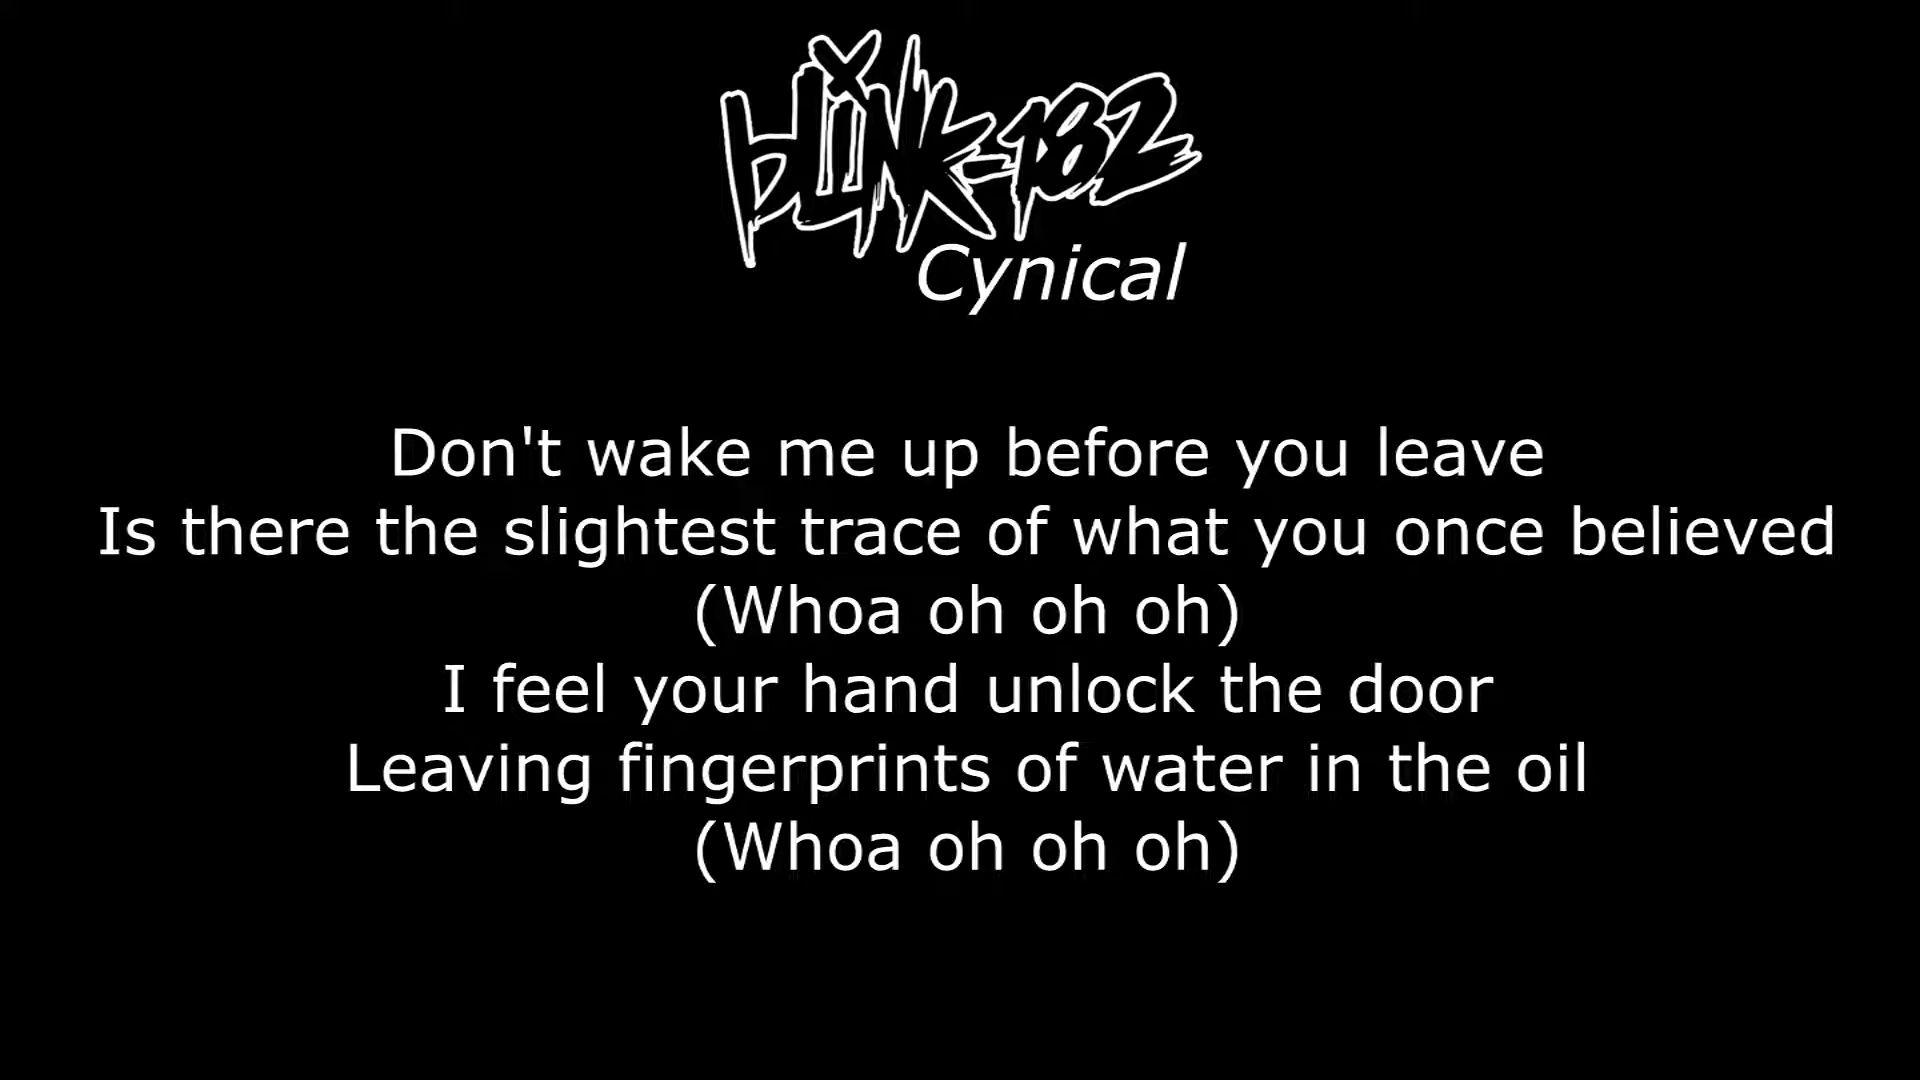 blink-182
Cynical
Don't wake me up before you leave
Is there the slightest trace of what you once believed
(Whoa oh oh oh)
I feel your hand unlock the door
Leaving fingerprints of water in the oil
(Whoa oh oh oh)